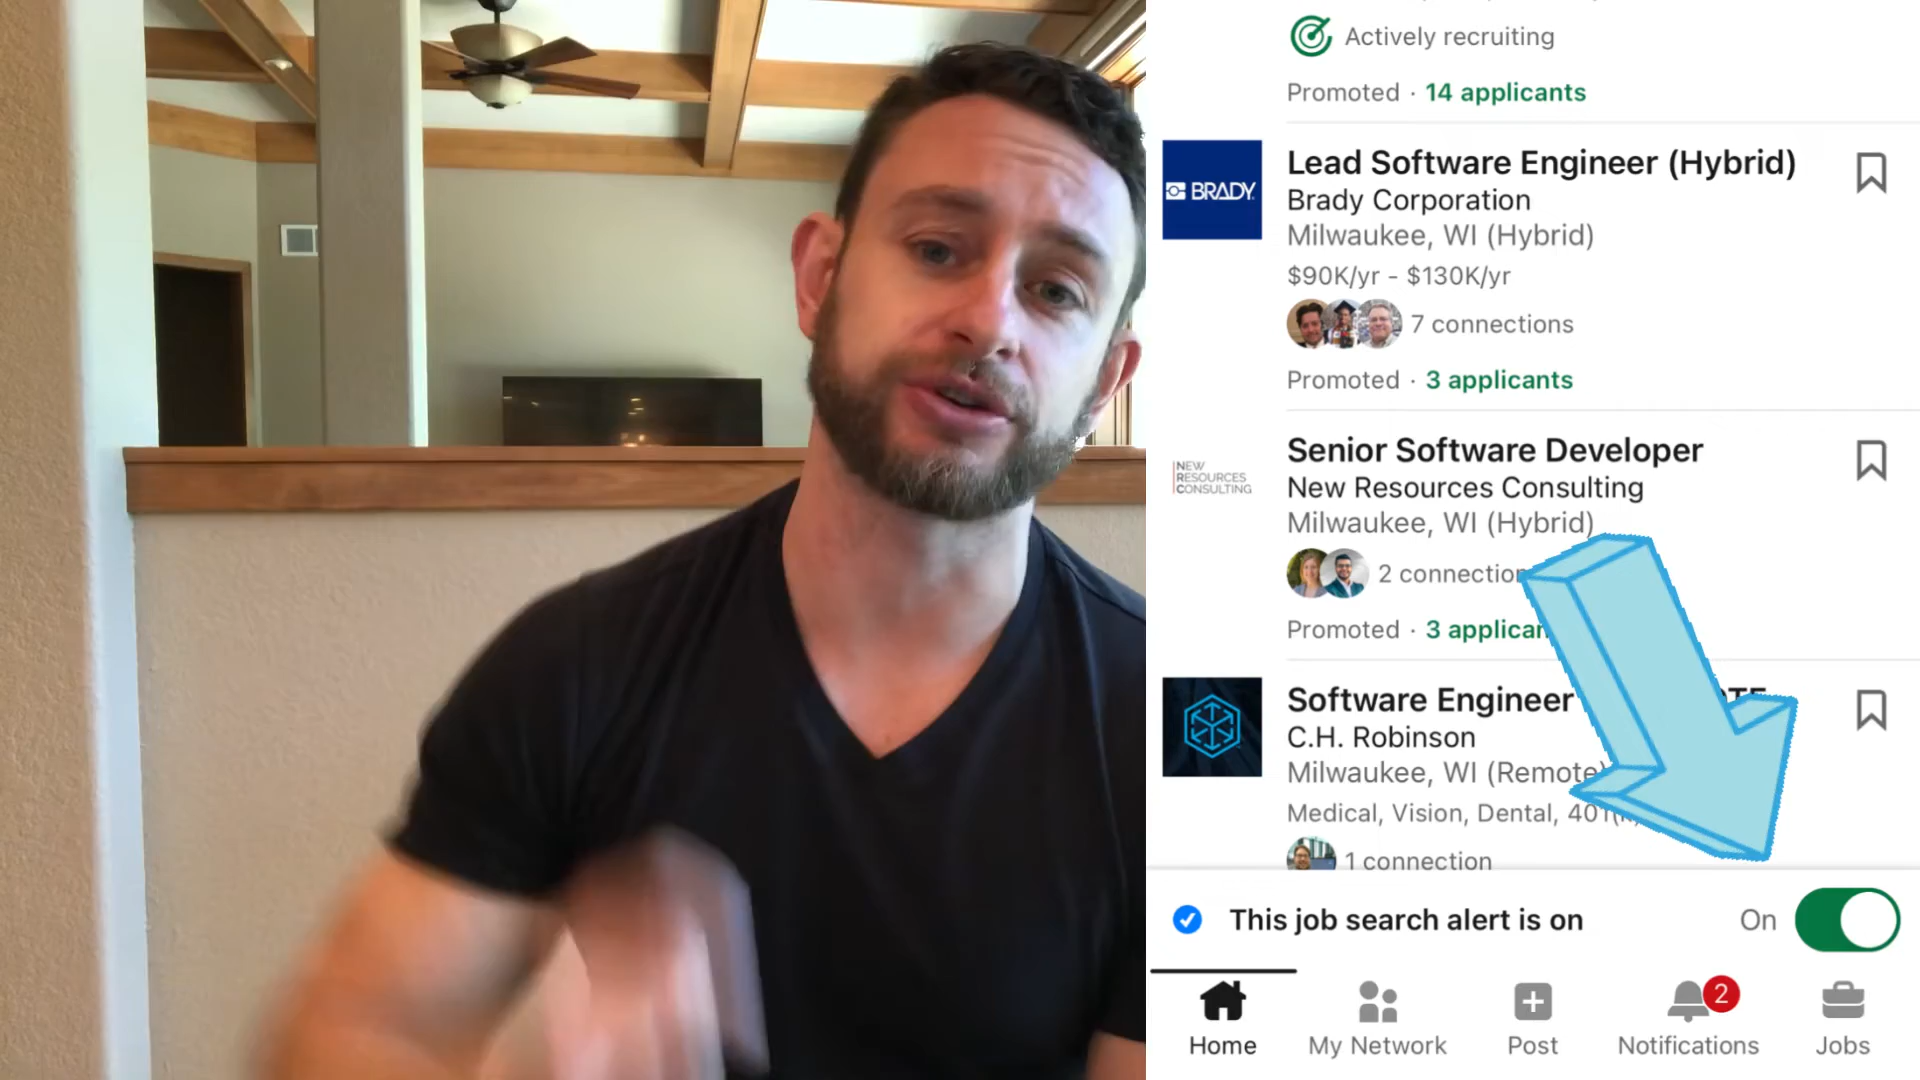 Actively recruiting
Promoted · 14 applicants
BRADY
Lead Software Engineer (Hybrid)
Brady Corporation
Milwaukee, WI (Hybrid)
$90K/yr - $130K/yr
7 connections
Promoted · 3 applicants
NEW
RESOURCES
CONSULTING
Senior Software Developer
New Resources Consulting
Milwaukee, WI (Hybrid)
2
Promoted · 3
Software Engineer
C.H. Robinson
Milwaukee, WI (Remote)
Medical, Vision, Dental,
1 connection
This job search alert is on
On
2
Home
My Network
Post
Notifications
Jobs